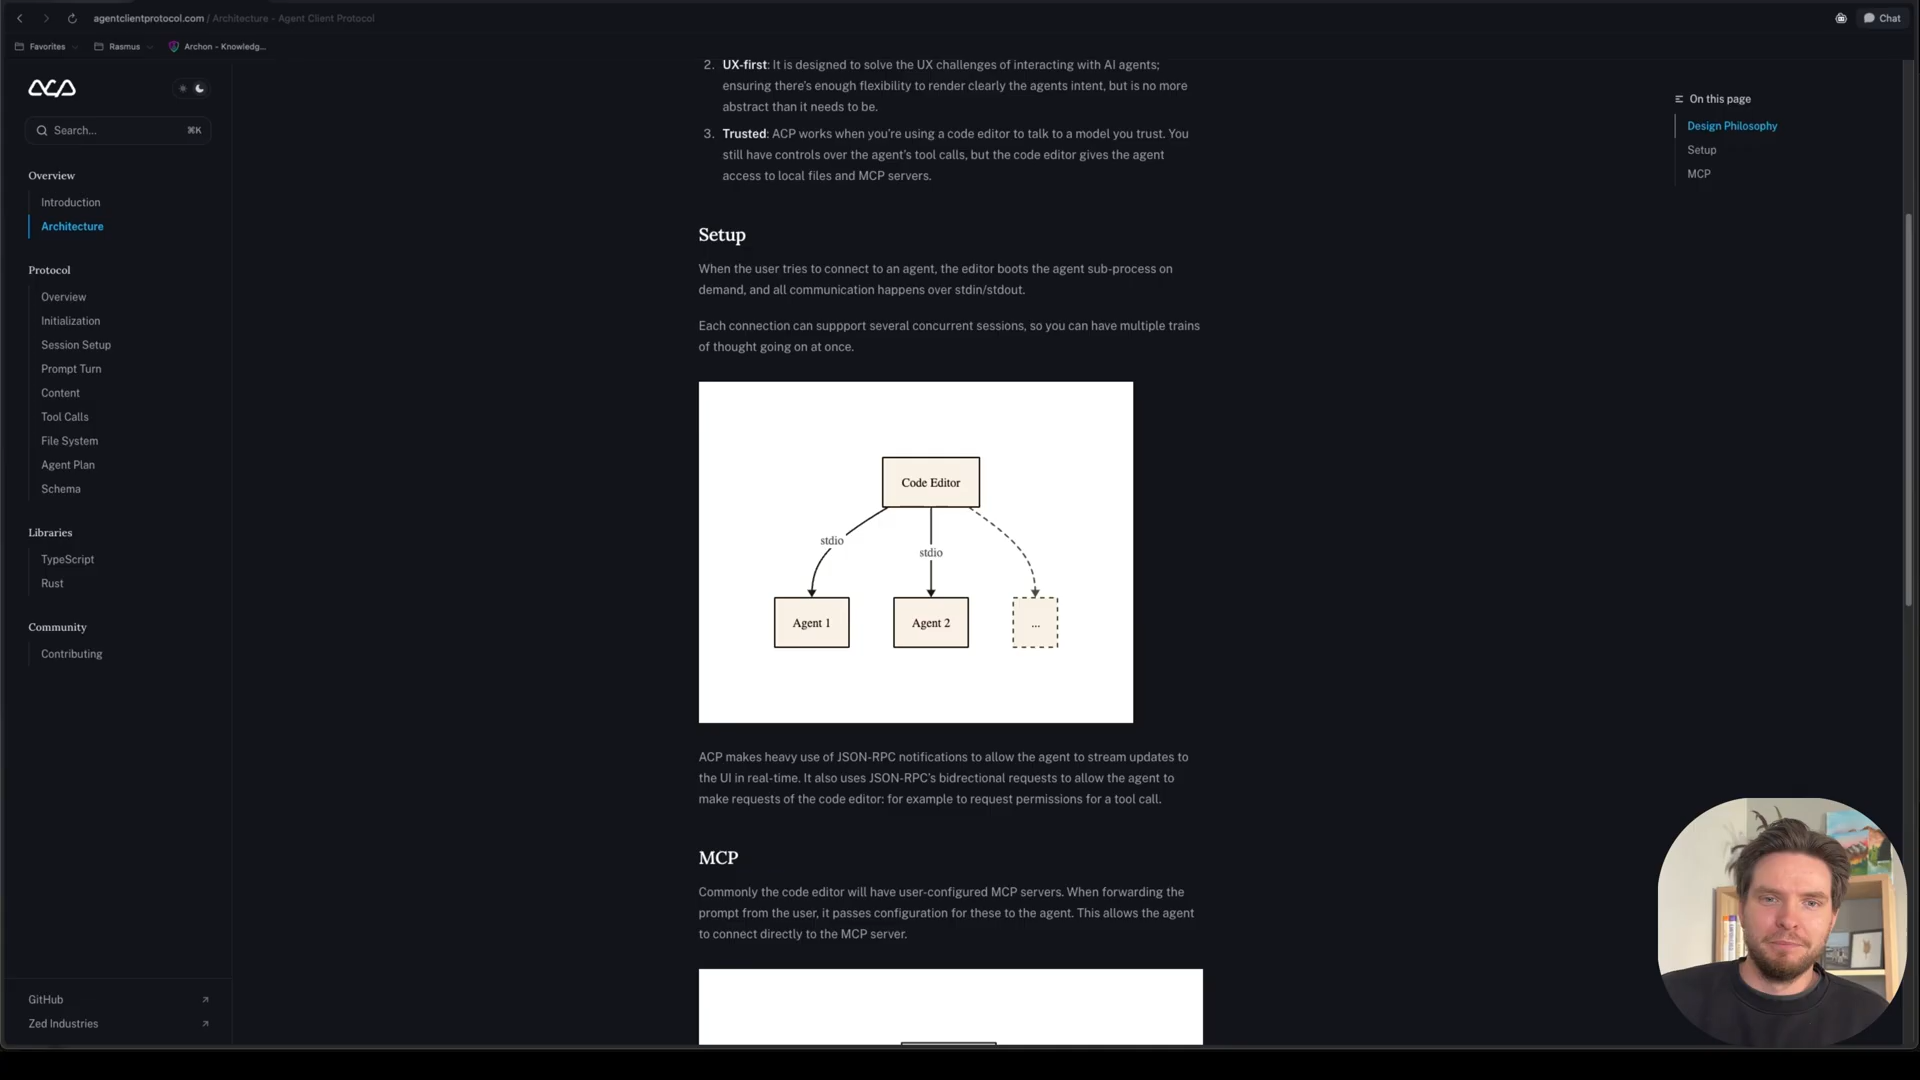 agentclientprotocol.com / Architecture - Agent Client Protocol
Chat
Favorites
Rasmus
Archon - Knowledg...
Search...
⌘K
Overview
Introduction
Architecture
Protocol
Overview
Initialization
Session Setup
Prompt Turn
Content
Tool Calls
File System
Agent Plan
Schema
Libraries
TypeScript
Rust
Community
Contributing
GitHub
Zed Industries
2. UX-first: It is designed to solve the UX challenges of interacting with AI agents;
ensuring there's enough flexibility to render clearly the agents intent, but is no more
abstract than it needs to be.
3. Trusted: ACP works when you're using a code editor to talk to a model you trust. You
still have controls over the agent's tool calls, but the code editor gives the agent
access to local files and MCP servers.
Setup
When the user tries to connect to an agent, the editor boots the agent sub-process on
demand, and all communication happens over stdin/stdout.
Each connection can suppport several concurrent sessions, so you can have multiple trains
of thought going on at once.
Code Editor
stdio
stdio
Agent 1
Agent 2
...
ACP makes heavy use of JSON-RPC notifications to allow the agent to stream updates to
the UI in real-time. It also uses JSON-RPC's bidrectional requests to allow the agent to
make requests of the code editor: for example to request permissions for a tool call.
MCP
Commonly the code editor will have user-configured MCP servers. When forwarding the
prompt from the user, it passes configuration for these to the agent. This allows the agent
to connect directly to the MCP server.
On this page
Design Philosophy
Setup
MCP